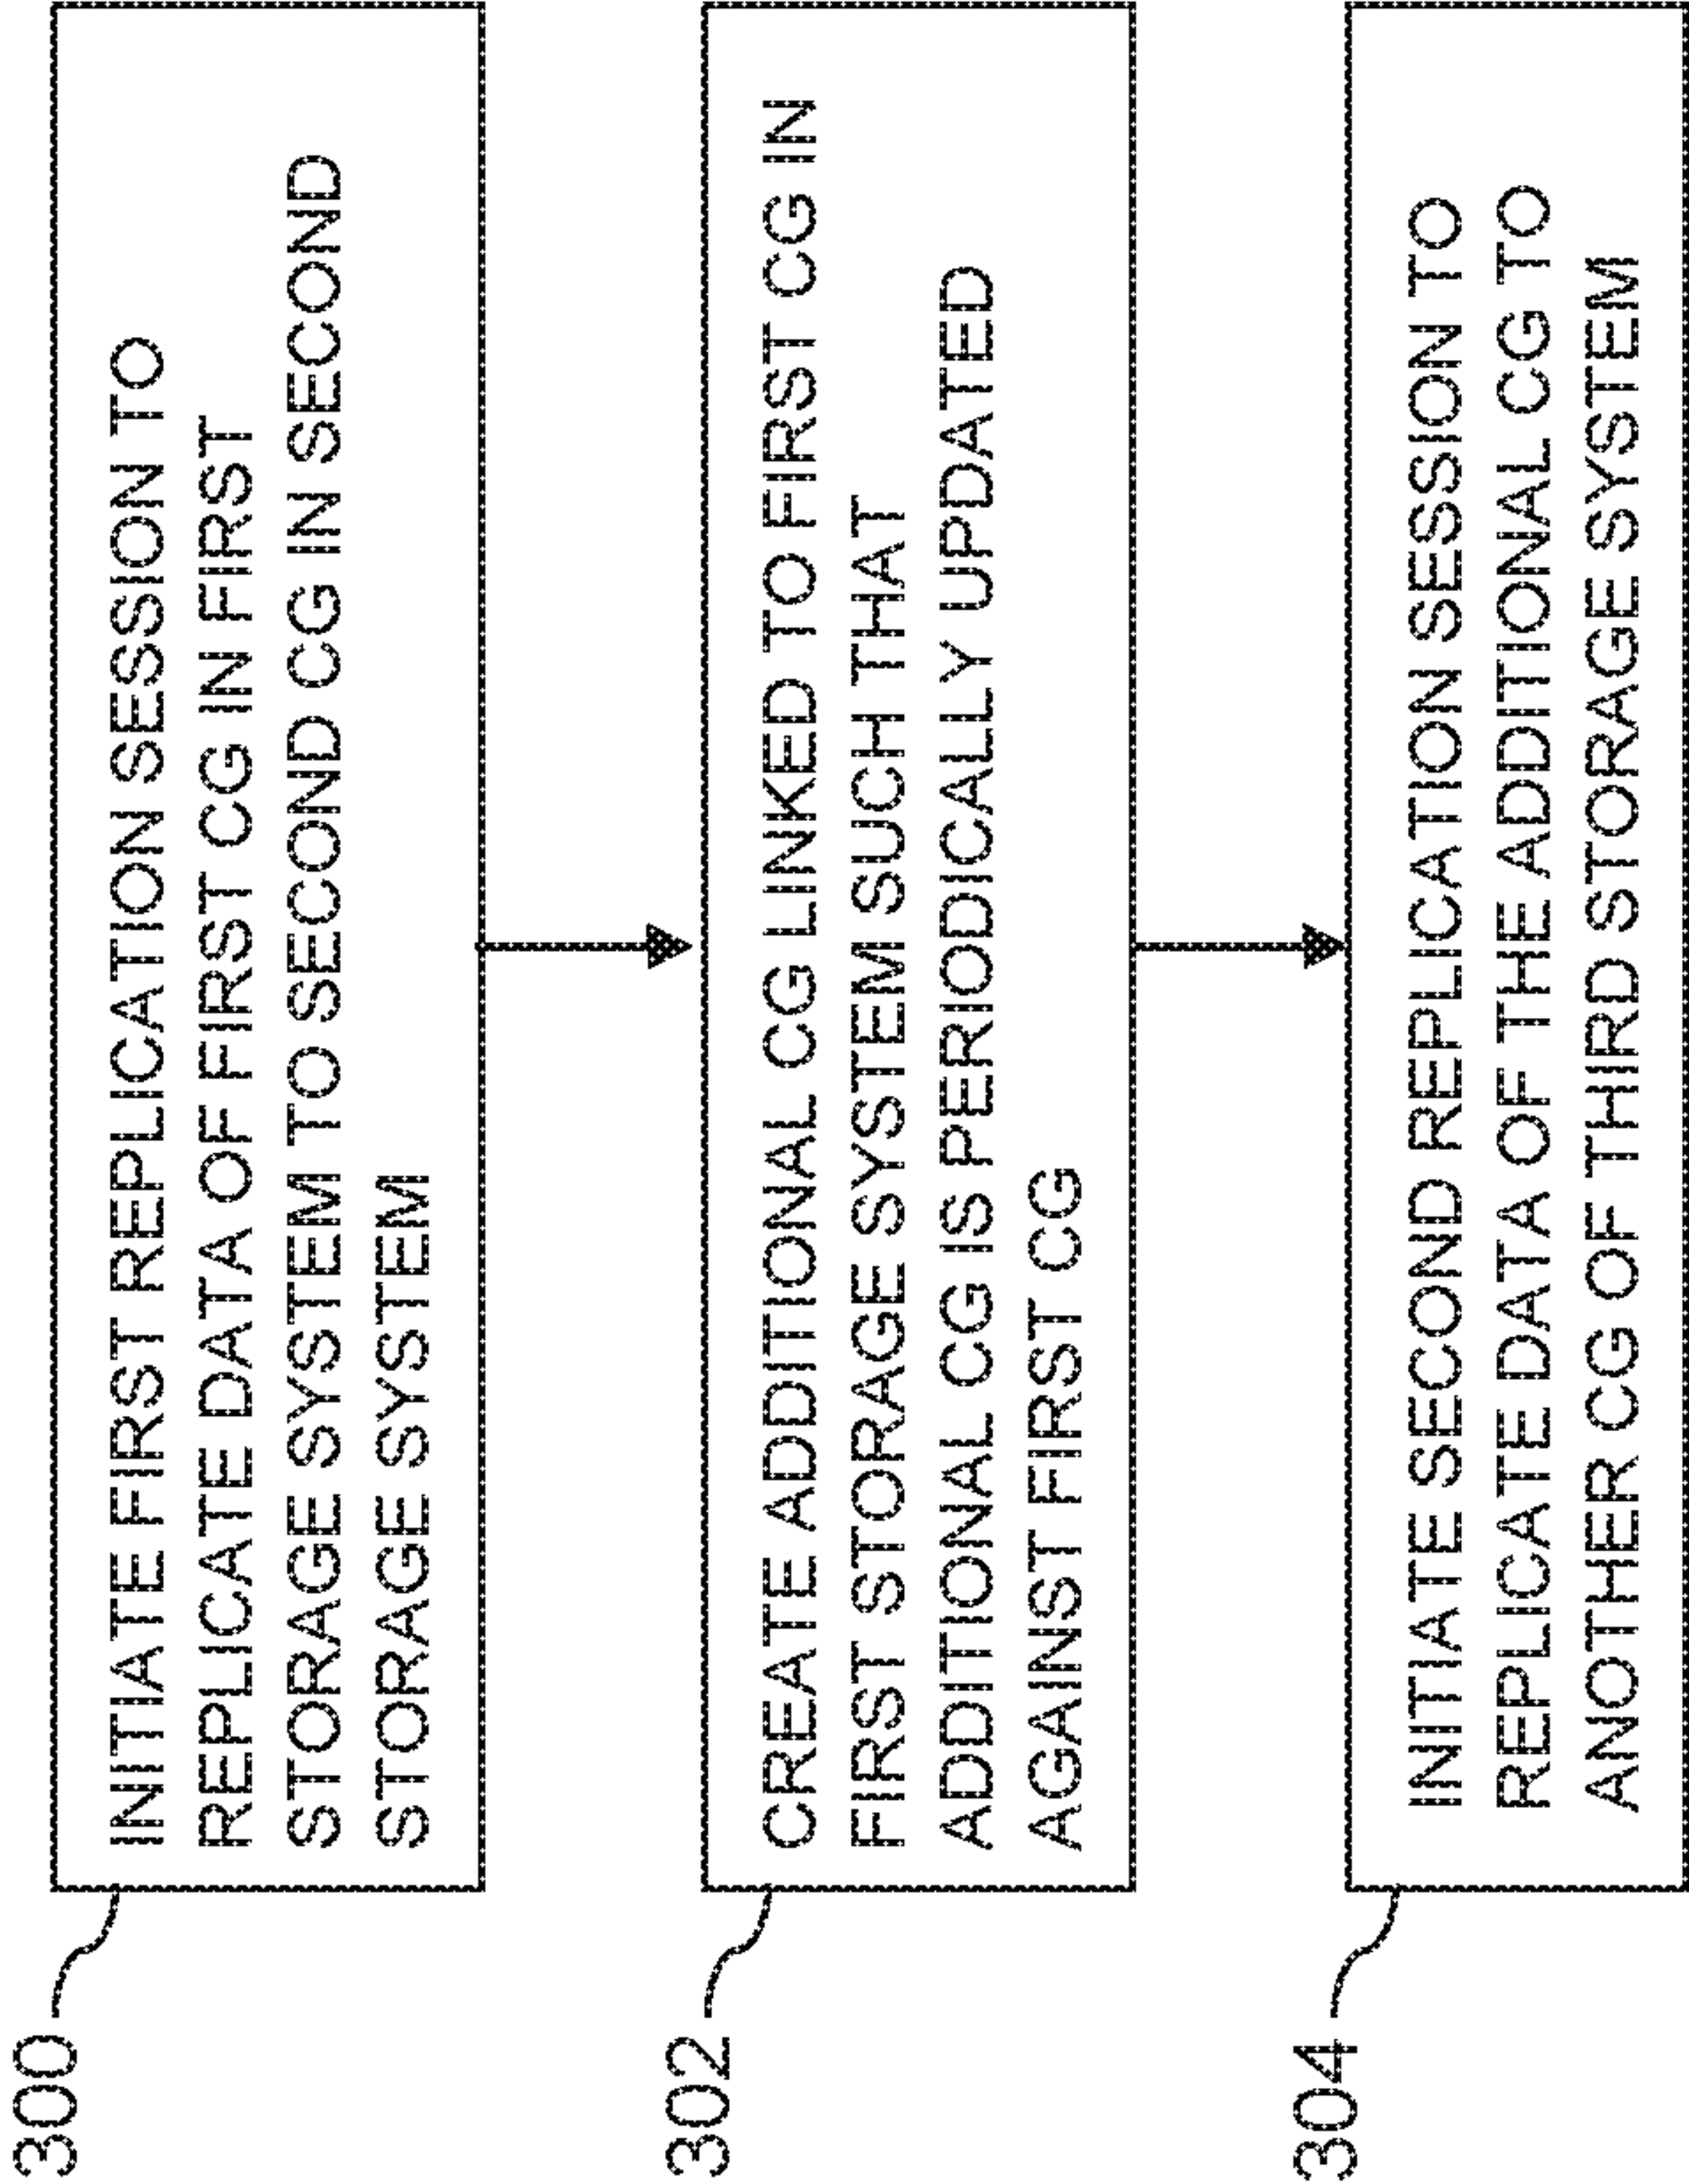 300
INITIATE FIRST REPLICATION SESSION TO
REPLICATE DATA OF FIRST CG IN FIRST
STORAGE SYSTEM TO SECOND CG IN SECOND
STORAGE SYSTEM
302
CREATE ADDITIONAL CG LINKED TO FIRST CG IN
FIRST STORAGE SYSTEM SUCH THAT
ADDITIONAL CG IS PERIODICALLY UPDATED
AGAINST FIRST CG
304
INITIATE SECOND REPLICATION SESSION TO
REPLICATE DATA OF THE ADDITIONAL CG TO
ANOTHER CG OF THIRD STORAGE SYSTEM